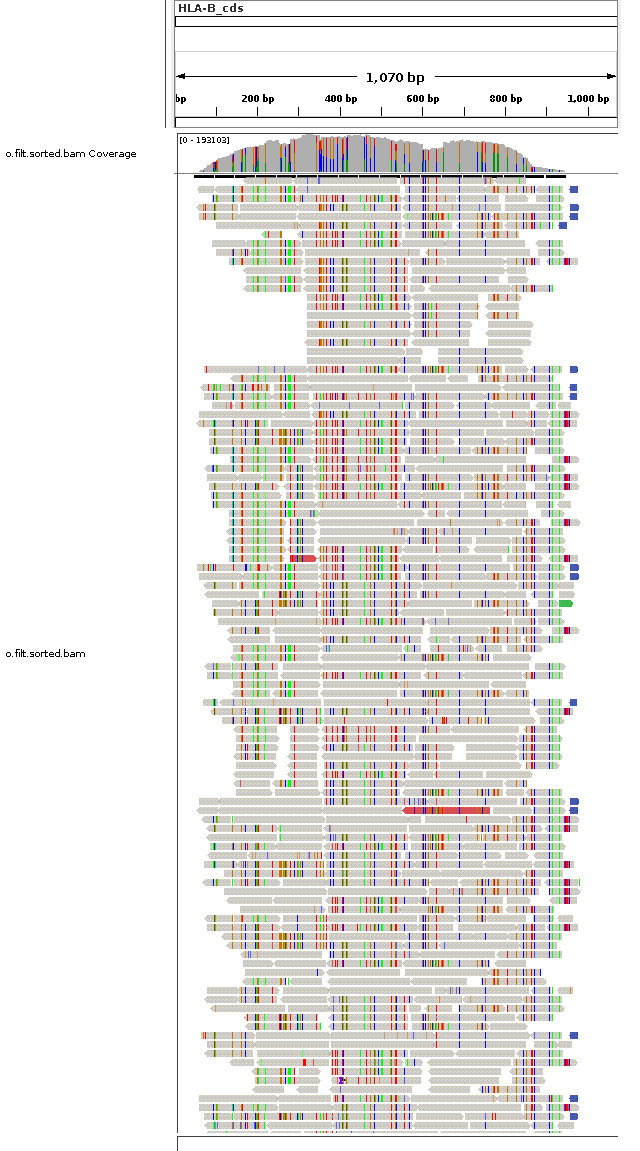 HLA-B_cds
1,070 bp
bp 200 bp 400 bp 600 bp 800 bp 1,000 bp
[0 - 193103]
o.filt.sorted.bam Coverage
o.filt.sorted.bam